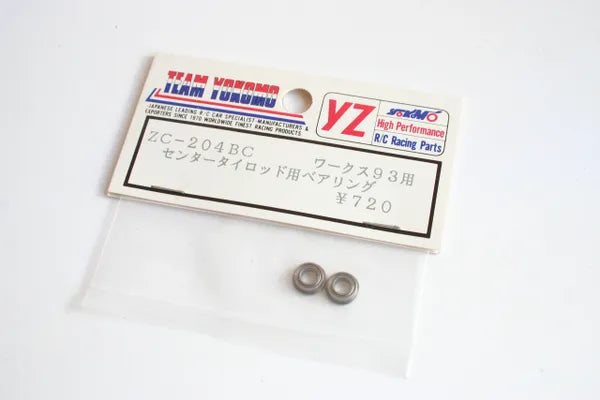 TEAM YOKOMO
JAPANESE LEADING R/C CAR SPECIALIST MANUFACTURERS &
EXPORTERS SINCE 1970 WORLDWIDE FINEST RACING PRODUCTS
YZ
YOKOMO
High Performance
R/C Racing Parts
ZC-204BC ワークス93用
センタータイロッド用ベアリング
¥720